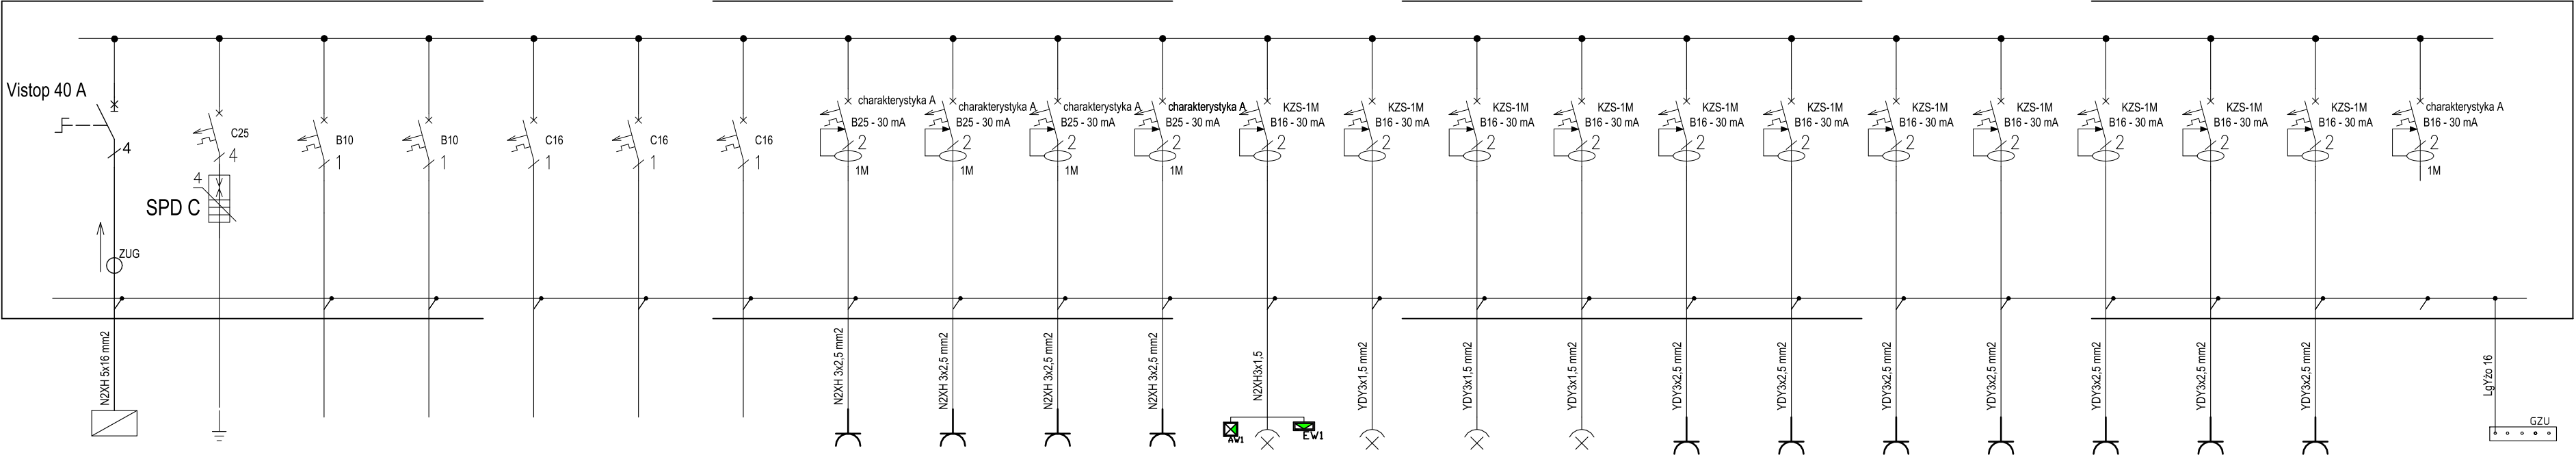 Vistop 40 A
4
ZUG
N2XH 5x16 mm2
C25
4
4
SPD C
B10
1
B10
1
C16
1
C16
1
C16
1
charakterystyka A
B25 - 30 mA
2
1M
N2XH 3x2,5 mm2
charakterystyka A
B25 - 30 mA
2
1M
N2XH 3x2,5 mm2
charakterystyka A
B25 - 30 mA
2
1M
N2XH 3x2,5 mm2
charakterystyka A
B25 - 30 mA
2
1M
N2XH 3x2,5 mm2
KZS-1M
B16 - 30 mA
2
N2XH3x1,5
AW1
EW1
KZS-1M
B16 - 30 mA
2
YDY3x1,5 mm2
KZS-1M
B16 - 30 mA
2
YDY3x1,5 mm2
KZS-1M
B16 - 30 mA
2
YDY3x1,5 mm2
KZS-1M
B16 - 30 mA
2
YDY3x2,5 mm2
KZS-1M
B16 - 30 mA
2
YDY3x2,5 mm2
KZS-1M
B16 - 30 mA
2
YDY3x2,5 mm2
KZS-1M
B16 - 30 mA
2
YDY3x2,5 mm2
KZS-1M
B16 - 30 mA
2
YDY3x2,5 mm2
KZS-1M
B16 - 30 mA
2
YDY3x2,5 mm2
KZS-1M
B16 - 30 mA
2
YDY3x2,5 mm2
charakterystyka A
B16 - 30 mA
2
1M
LgYżo 16
GZU